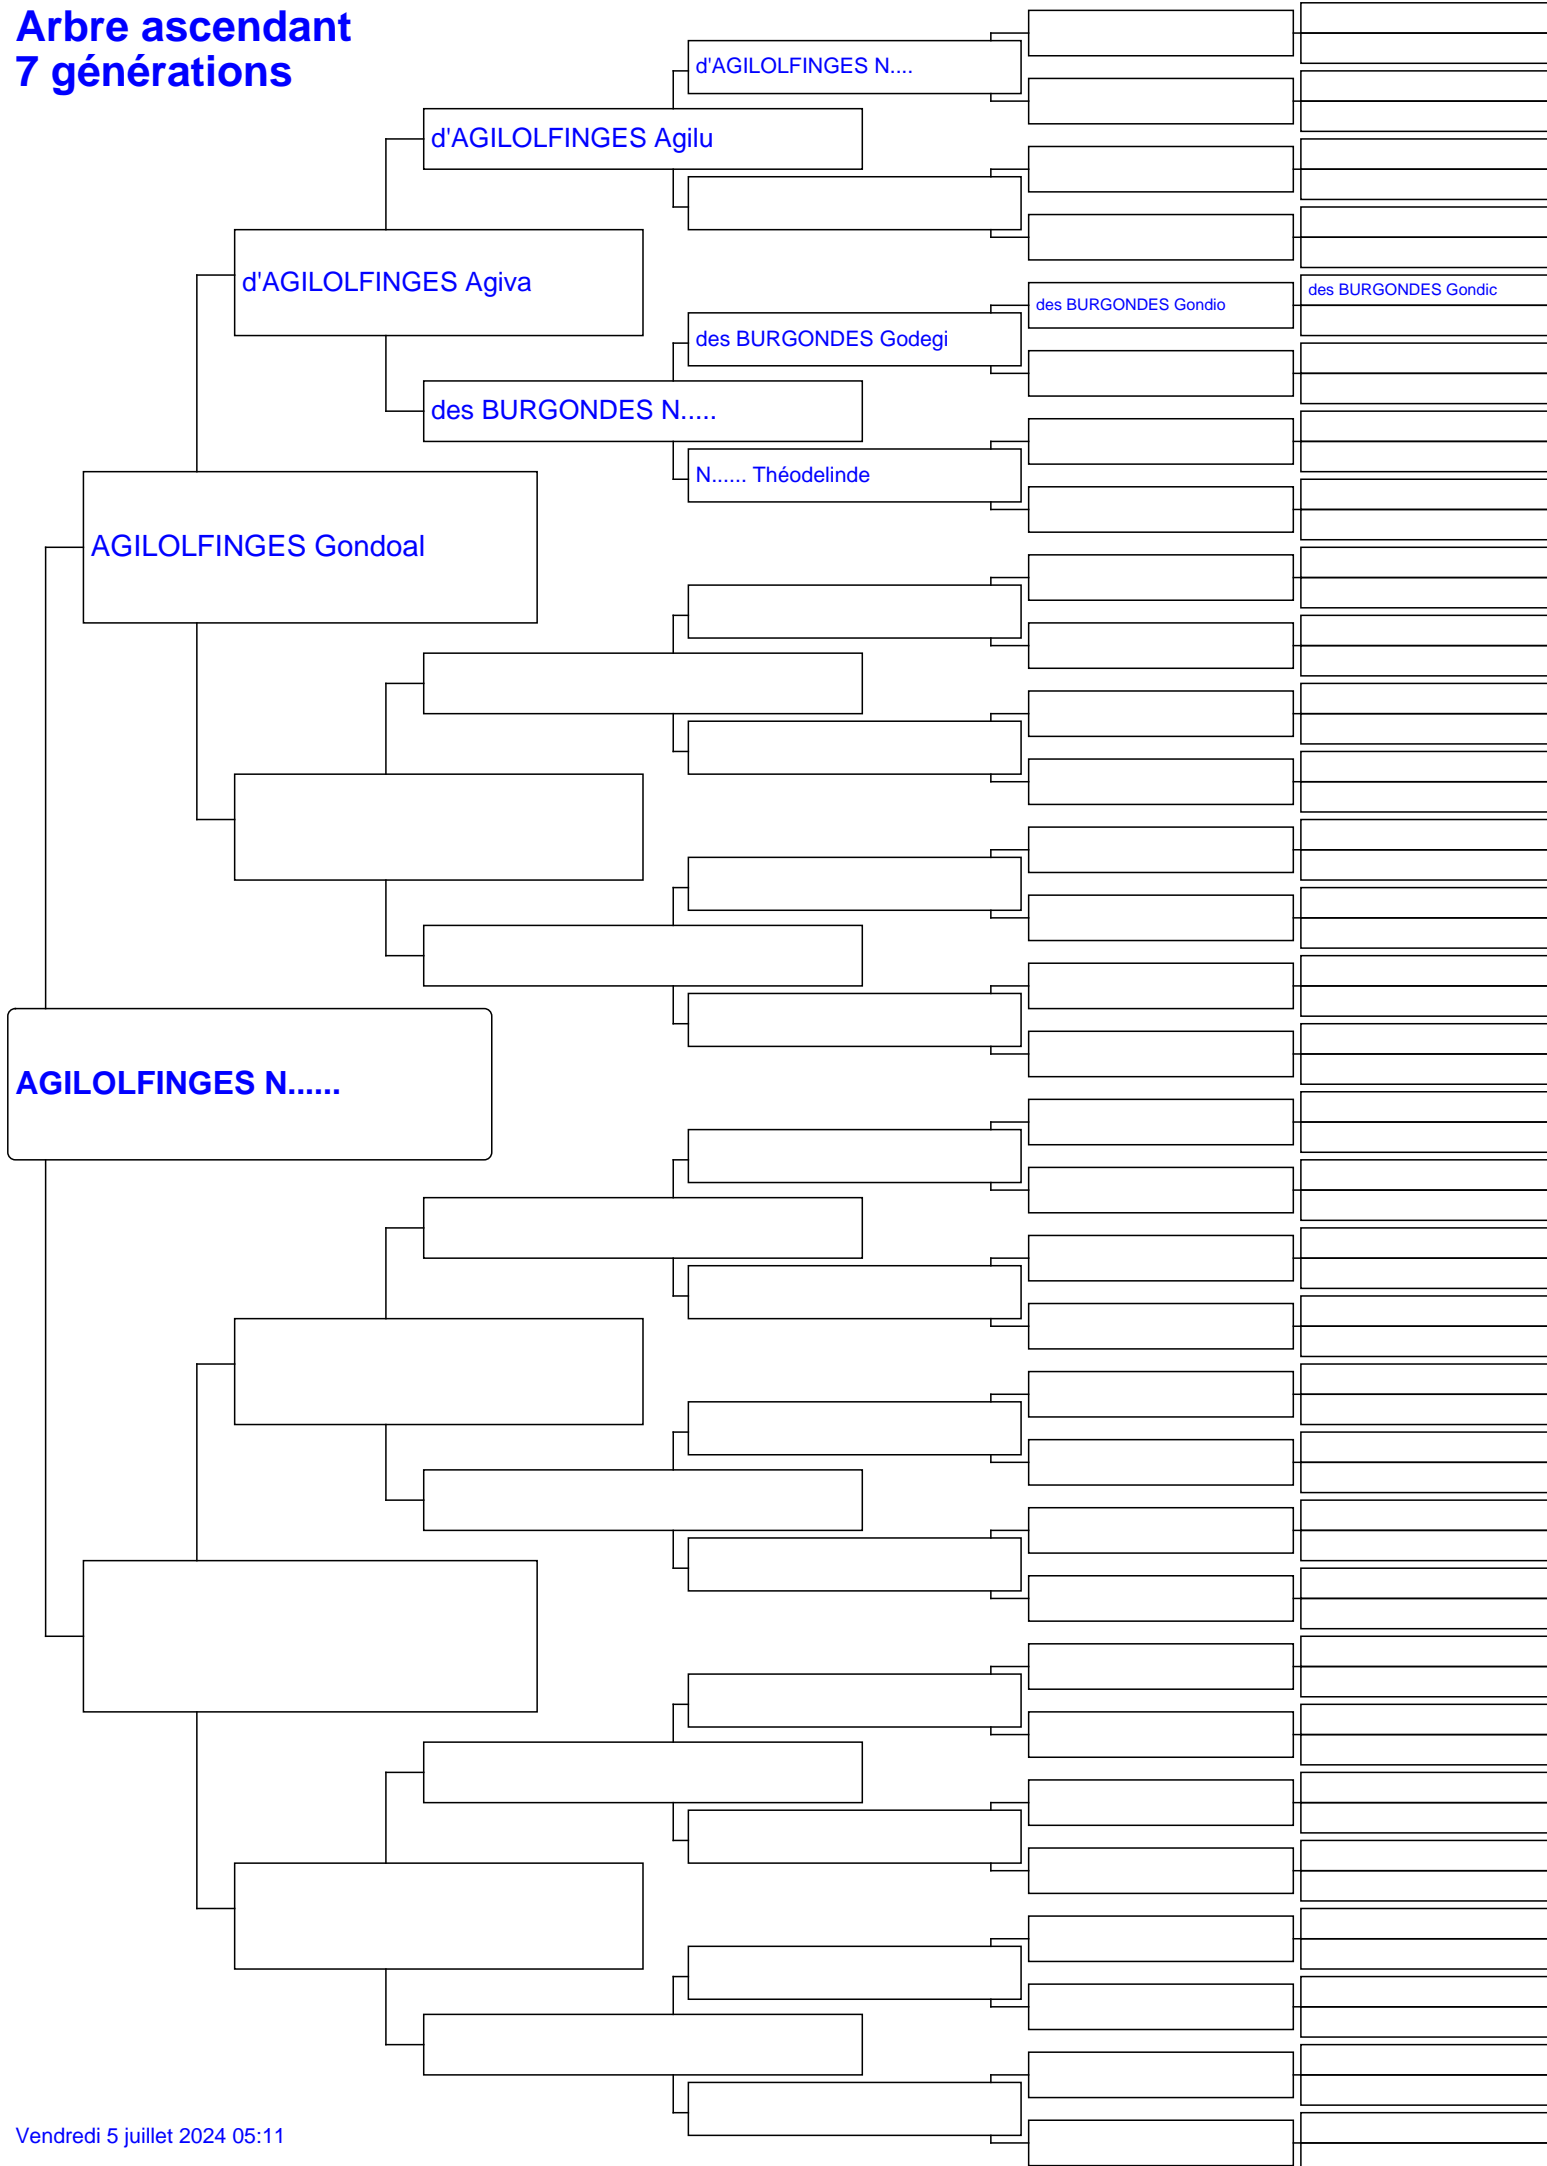 Arbre ascendant
7 générations
d'AGILOLFINGES N....
d'AGILOLFINGES Agilu
d'AGILOLFINGES Agiva
des BURGONDES Gondic
des BURGONDES Gondio
des BURGONDES Godegi
des BURGONDES N.....
N...... Théodelinde
AGILOLFINGES Gondoal
AGILOLFINGES N......
Vendredi 5 juillet 2024 05:11